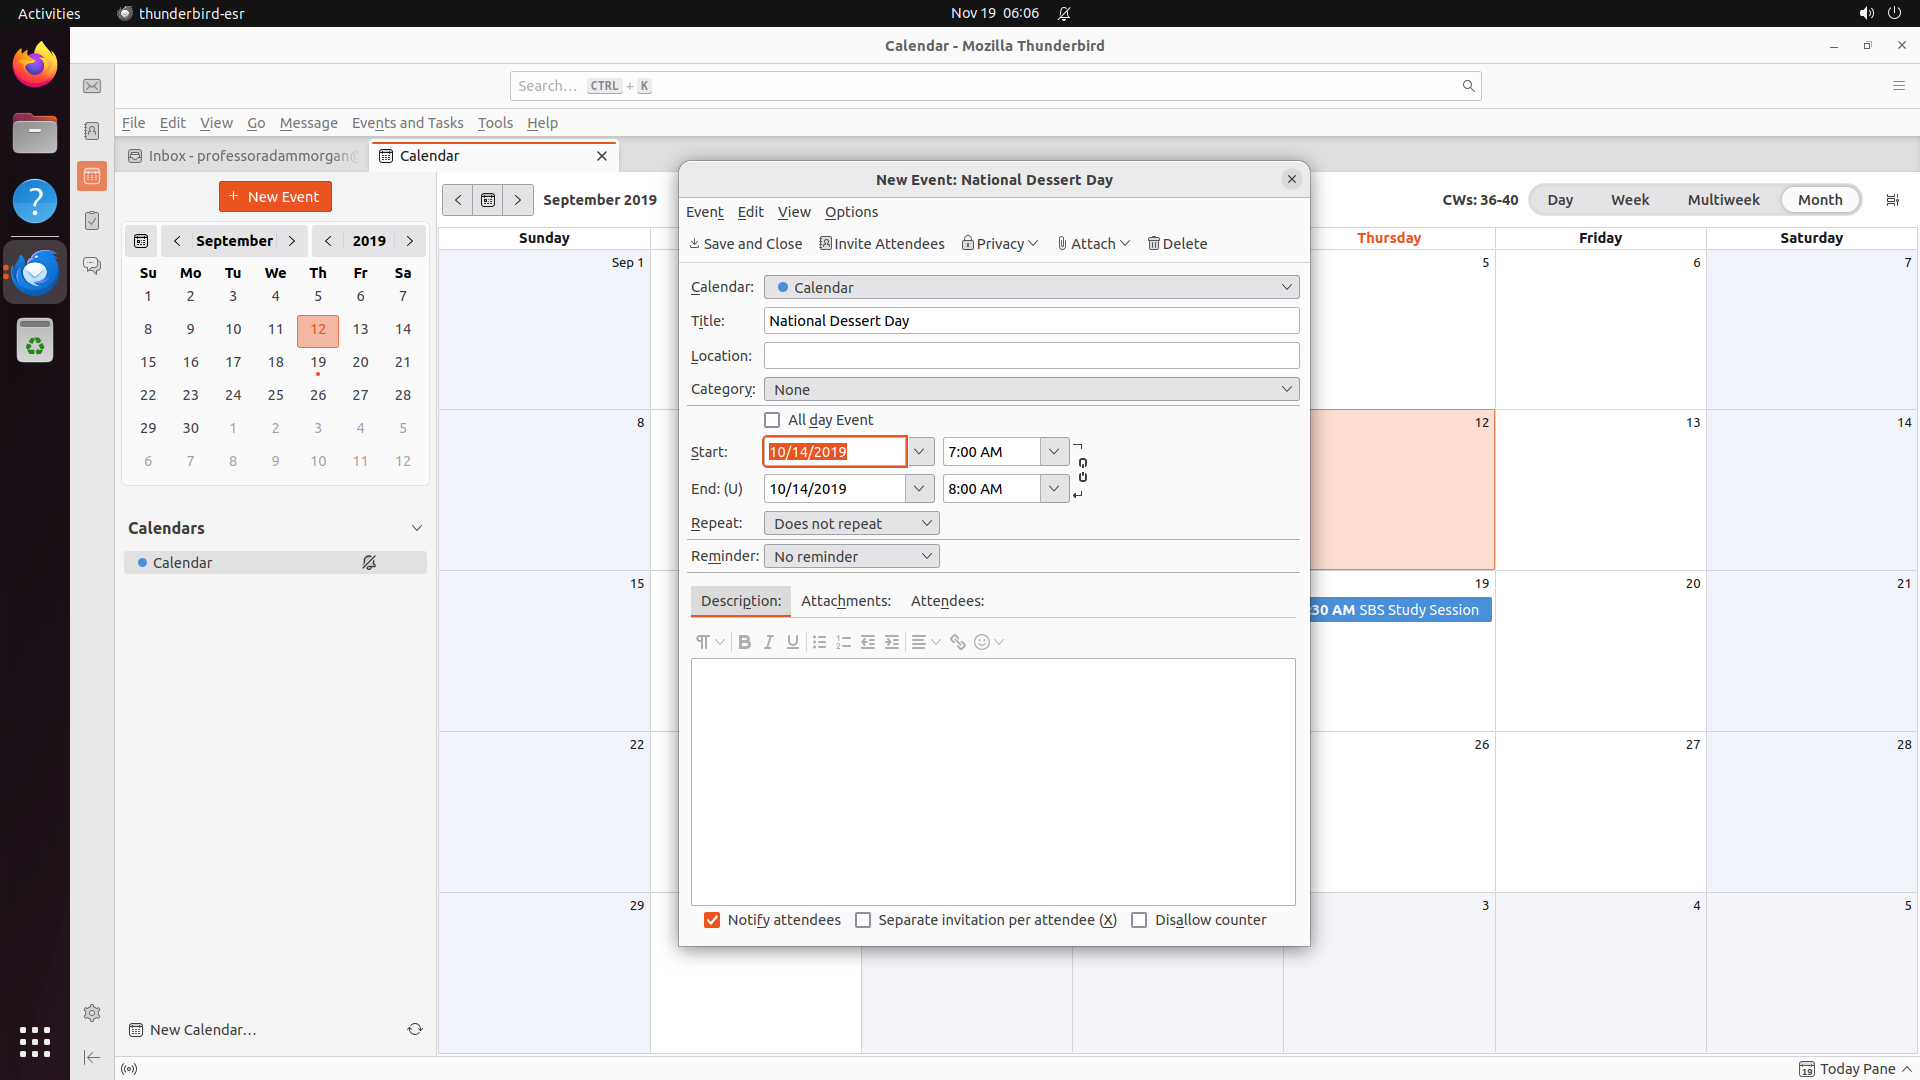 Activities
thunderbird-esr
Nov 19 06:06
Calendar - Mozilla Thunderbird
Search… CTRL + K
File Edit View Go Message Events and Tasks Tools Help
Inbox - professoradammorgan@
Calendar
New Event
September 2019
CWs: 36-40
Day Week Multiweek Month
September 2019
Su Mo Tu We Th Fr Sa
1 2 3 4 5 6 7
8 9 10 11 12 13 14
15 16 17 18 19 20 21
22 23 24 25 26 27 28
29 30 1 2 3 4 5
6 7 8 9 10 11 12
Calendars
Calendar
New Calendar…
Sunday Thursday Friday Saturday
Sep 1 5 6 7
8 12 13 14
15 19 20 21
:30 AM SBS Study Session
22 26 27 28
29 3 4 5
New Event: National Dessert Day
Event Edit View Options
Save and Close Invite Attendees Privacy Attach Delete
Calendar: Calendar
Title: National Dessert Day
Location:
Category: None
All day Event
Start: 10/14/2019 7:00 AM
End: (U) 10/14/2019 8:00 AM
Repeat: Does not repeat
Reminder: No reminder
Description: Attachments: Attendees:
Notify attendees Separate invitation per attendee (X) Disallow counter
19 Today Pane